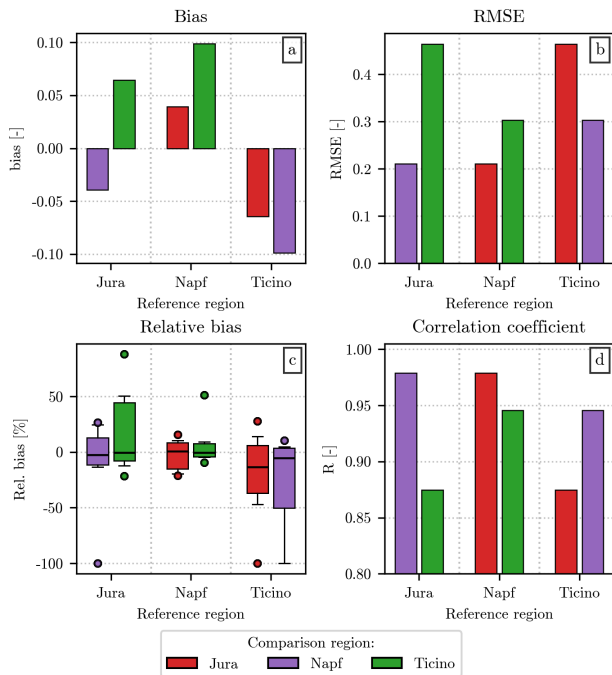 Bias
a
0.10
0.05
0.00
-0.05
-0.10
bias [-]
Jura Napf Ticino
Reference region
RMSE
b
0.4
0.3
0.2
0.1
0.0
RMSE [-]
Jura Napf Ticino
Reference region
Relative bias
c
50
0
-50
-100
Rel. bias [%]
Jura Napf Ticino
Reference region
Correlation coefficient
d
1.00
0.95
0.90
0.85
0.80
R [-]
Jura Napf Ticino
Reference region
Comparison region:
Jura Napf Ticino